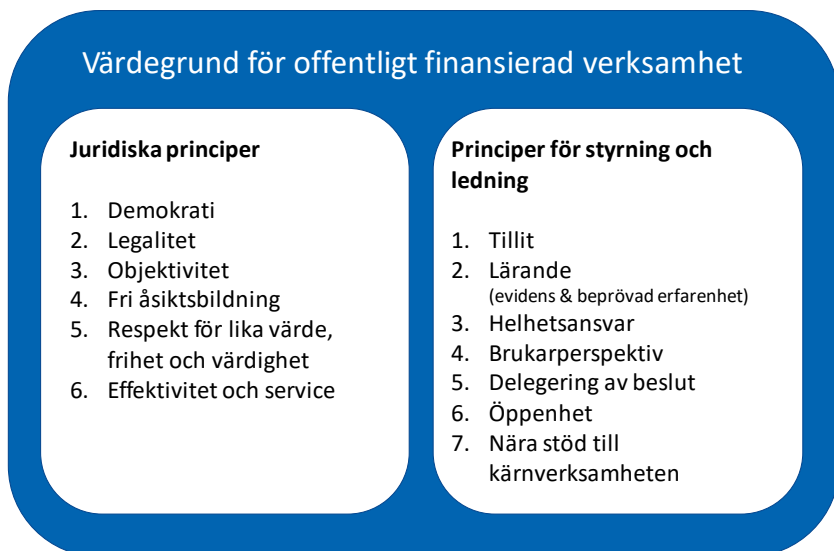 Värdegrund för offentligt finansierad verksamhet
Juridiska principer
1. Demokrati
2. Legalitet
3. Objektivitet
4. Fri åsiktsbildning
5. Respekt för lika värde,
frihet och värdighet
6. Effektivitet och service
Principer för styrning och
ledning
1. Tillit
2. Lärande
(evidens & beprövad erfarenhet)
3. Helhetsansvar
4. Brukarperspektiv
5. Delegering av beslut
6. Öppenhet
7. Nära stöd till
kärnverksamheten